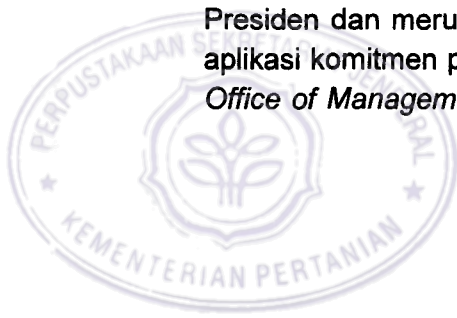 Presiden dan meru
aplikasi komitmen p
Office of Managem
PERPUSTAKAAN SEKRETARIAT JENDERAL
KEMENTERIAN PERTANIAN